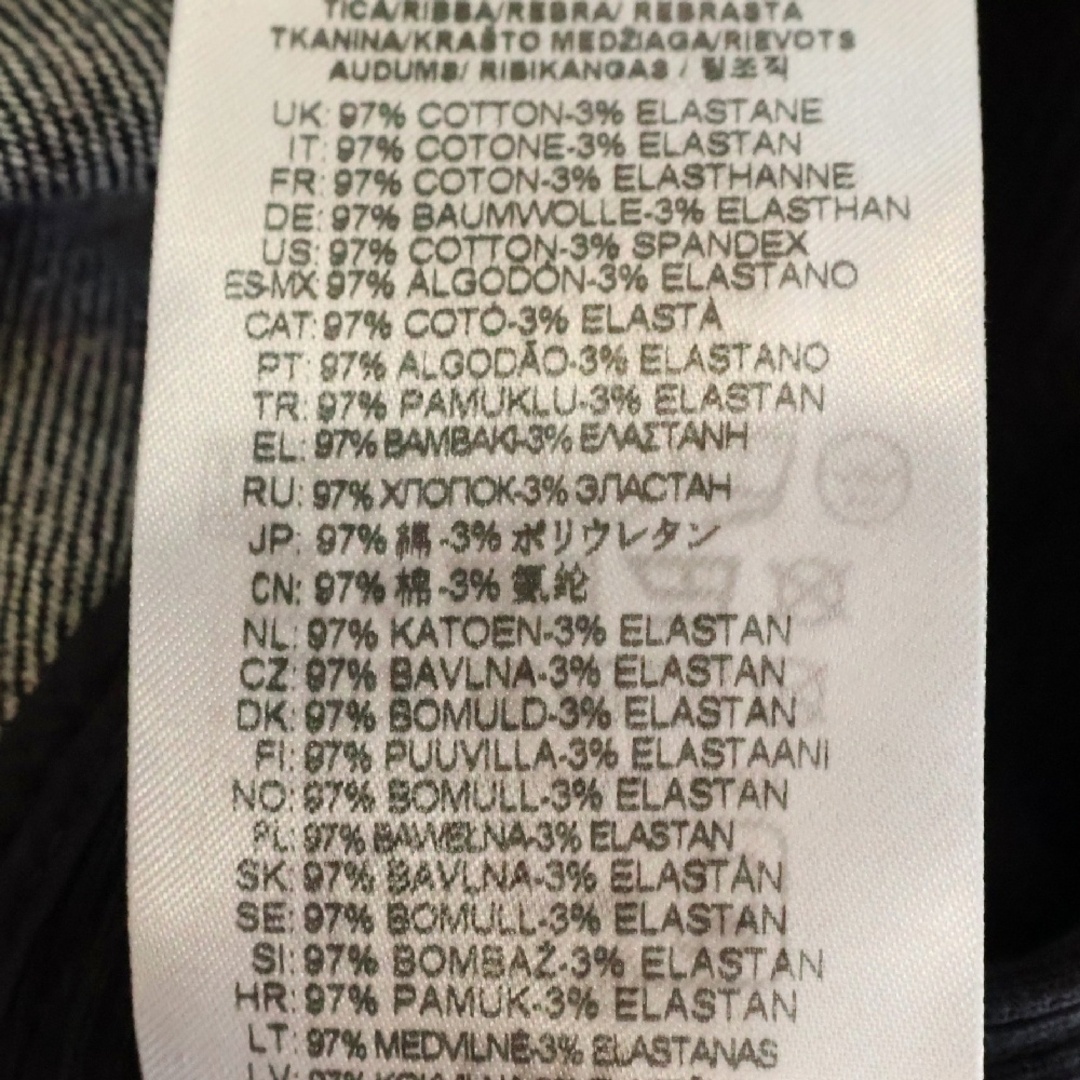 TICA/RIBBA/REBRA/ REBRASTA
TKANINA/KRAŠTO MEDŽIAGA/RIEVOTS
AUDUMS/ RIBIKANGAS / 립조직
UK: 97% COTTON-3% ELASTANE
IT: 97% COTONE-3% ELASTAN
FR: 97% COTON-3% ELASTHANNE
DE: 97% BAUMWOLLE-3% ELASTHAN
US: 97% COTTON-3% SPANDEX
ES-MX 97% ALGODÓN-3% ELASTANO
CAT: 97% COTÓ-3% ELASTÀ
PT: 97% ALGODÃO-3% ELASTANO
TR: 97% PAMUKLU-3% ELASTAN
EL: 97% BAMBAKI-3% ΕΛΑΣΤΑΝΗ
RU: 97% ХЛОПОК-3% ЭЛАСТАН
JP: 97% 綿 -3% ポリウレタン
CN: 97% 棉 -3% 氨纶
NL: 97% KATOEN-3% ELASTAN
CZ: 97% BAVLNA-3% ELASTAN
DK: 97% BOMULD-3% ELASTAN
FI: 97% PUUVILLA-3% ELASTAANI
NO: 97% BOMULL-3% ELASTAN
PL: 97% BAWEŁNA-3% ELASTAN
SK: 97% BAVLNA-3% ELASTAN
SE: 97% BOMULL-3% ELASTAN
SI: 97% BOMBAŽ-3% ELASTAN
HR: 97% PAMUK-3% ELASTAN
LT: 97% MEDVILNĖ-3% ELASTANAS
LV: 97%